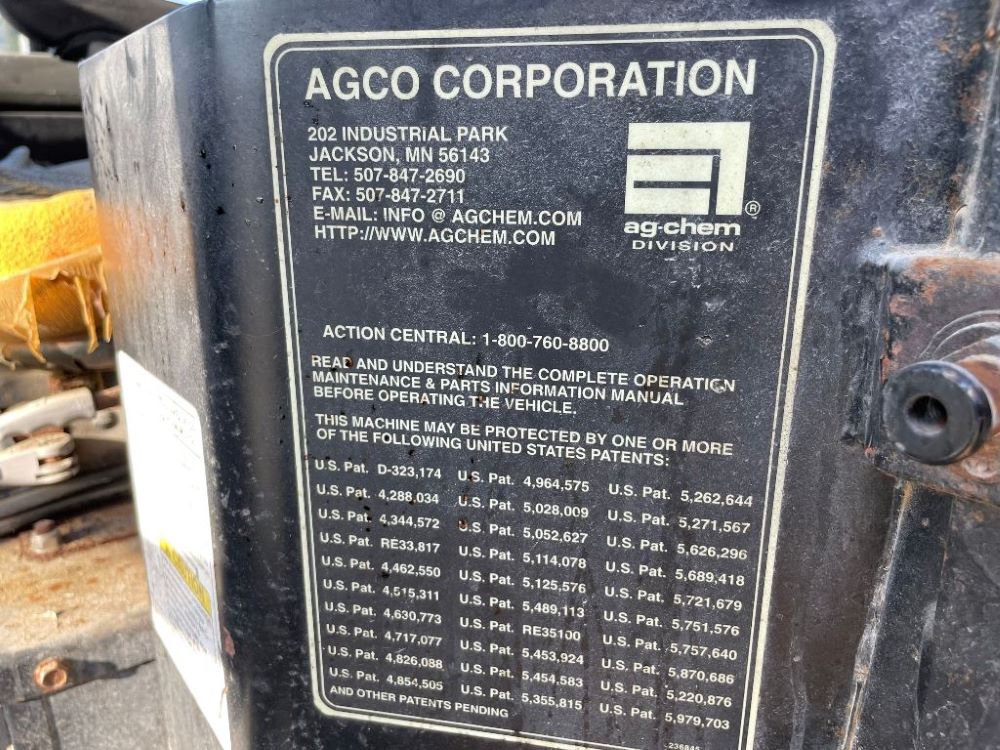 AGCO CORPORATION
202 INDUSTRIAL PARK
JACKSON, MN 56143
TEL: 507-847-2690
FAX: 507-847-2711
E-MAIL: INFO @ AGCHEM.COM
HTTP://WWW.AGCHEM.COM
ag-chem ®
DIVISION
ACTION CENTRAL: 1-800-760-8800
READ AND UNDERSTAND THE COMPLETE OPERATION
MAINTENANCE & PARTS INFORMATION MANUAL
BEFORE OPERATING THE VEHICLE.
THIS MACHINE MAY BE PROTECTED BY ONE OR MORE
OF THE FOLLOWING UNITED STATES PATENTS:
U.S. Pat. D-323,174 U.S. Pat. 4,964,575 U.S. Pat. 5,262,644
U.S. Pat. 4,288,034 U.S. Pat. 5,028,009 U.S. Pat. 5,271,567
U.S. Pat. 4,344,572 U.S. Pat. 5,052,627 U.S. Pat. 5,626,296
U.S. Pat. RE33,817 U.S. Pat. 5,114,078 U.S. Pat. 5,689,418
U.S. Pat. 4,462,550 U.S. Pat. 5,125,576 U.S. Pat. 5,721,679
U.S. Pat. 4,515,311 U.S. Pat. 5,489,113 U.S. Pat. 5,751,576
U.S. Pat. 4,630,773 U.S. Pat. RE35100 U.S. Pat. 5,757,640
U.S. Pat. 4,717,077 U.S. Pat. 5,453,924 U.S. Pat. 5,870,686
U.S. Pat. 4,826,088 U.S. Pat. 5,454,583 U.S. Pat. 5,220,876
U.S. Pat. 4,854,505 U.S. Pat. 5,355,815 U.S. Pat. 5,979,703
AND OTHER PATENTS PENDING